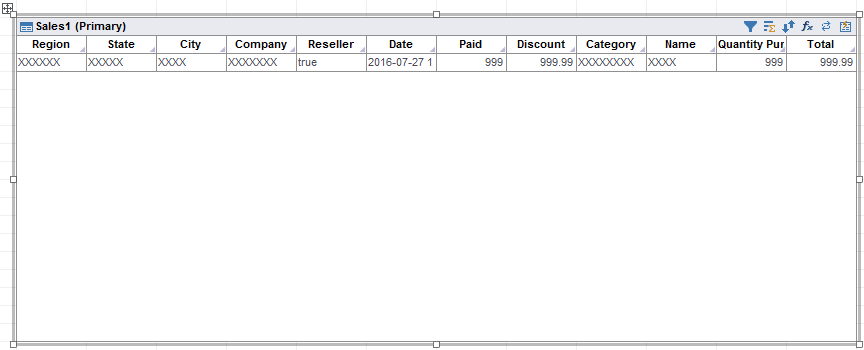 Sales1 (Primary)
Region State City Company Reseller Date Paid Discount Category Name Quantity Pur Total
XXXXXX XXXXX XXXX XXXXXXX true 2016-07-27 1 999 999.99 XXXXXXXX XXXX 999 999.99